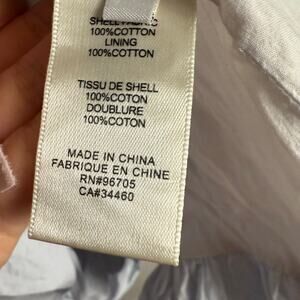 SHELL FABRIC
100%COTTON
LINING
100%COTTON
TISSU DE SHELL
100%COTON
DOUBLURE
100%COTON
MADE IN CHINA
FABRIQUE EN CHINE
RN#96705
CA#34460